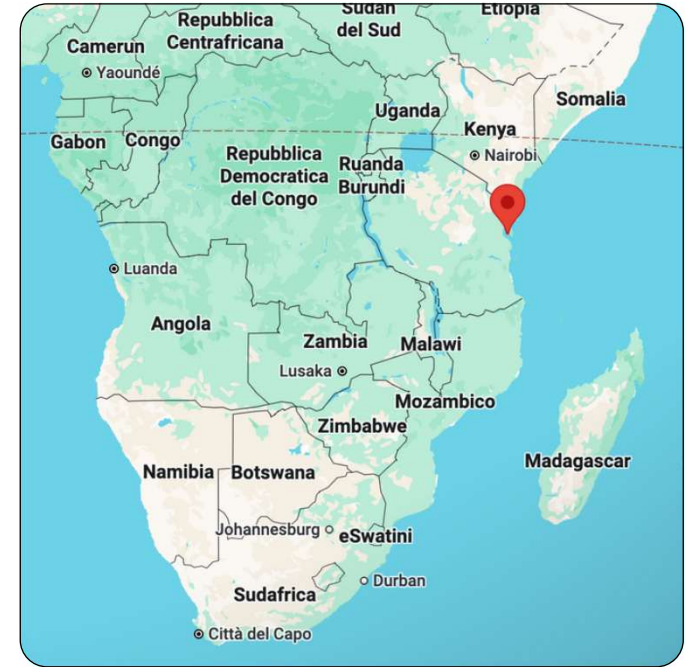 Sudan
del Sud
Etiopia
Repubblica
Centrafricana
Camerun
Yaoundé
Somalia
Uganda
Kenya
Nairobi
Gabon
Congo
Repubblica
Democratica
del Congo
Ruanda
Burundi
Luanda
Angola
Zambia
Malawi
Lusaka
Mozambico
Zimbabwe
Namibia
Botswana
Madagascar
Johannesburg
eSwatini
Durban
Sudafrica
Città del Capo